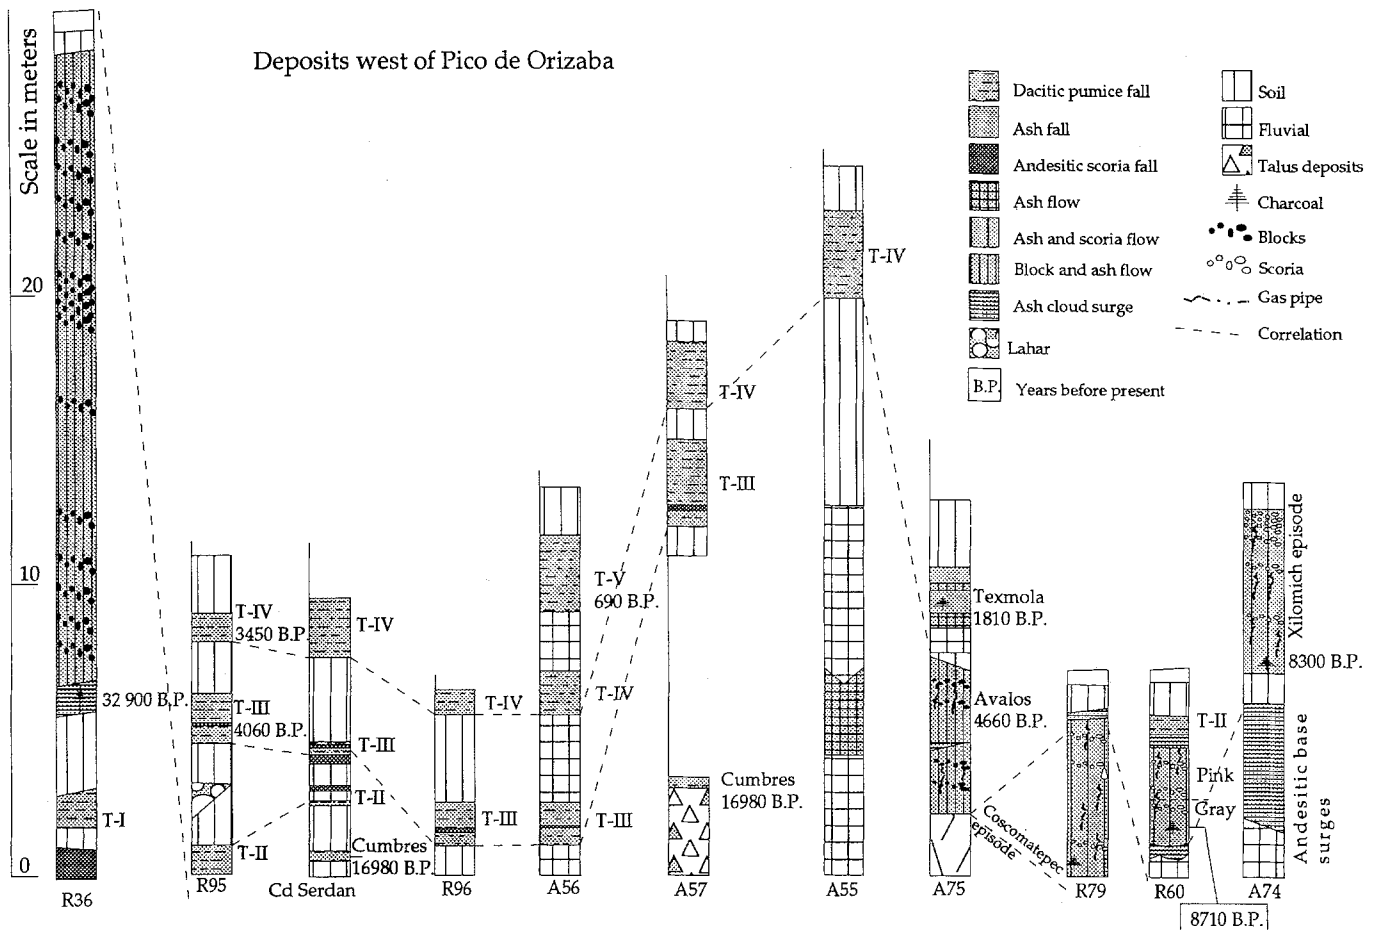 Deposits west of Pico de Orizaba
Scale in meters
20
10
0
Dacitic pumice fall
Ash fall
Andesitic scoria fall
Ash flow
Ash and scoria flow
Block and ash flow
Ash cloud surge
Lahar
B.P. Years before present
Soil
Fluvial
Talus deposits
Charcoal
Blocks
Scoria
Gas pipe
Correlation
32 900 B.P.
T-I
R36
T-IV
3450 B.P.
T-III
4060 B.P.
T-II
R95
T-IV
T-III
T-II
Cumbres
16980 B.P.
Cd Serdan
T-IV
T-III
R96
T-V
690 B.P.
T-IV
T-III
A56
T-IV
T-III
Cumbres
16980 B.P.
A57
T-IV
A55
Texmola
1810 B.P.
Avalos
4660 B.P.
A75
Coscomatepec
episode
R79
T-II
Pink
Gray
R60
8710 B.P.
Xilomich episode
8300 B.P.
Andesitic base
surges
A74